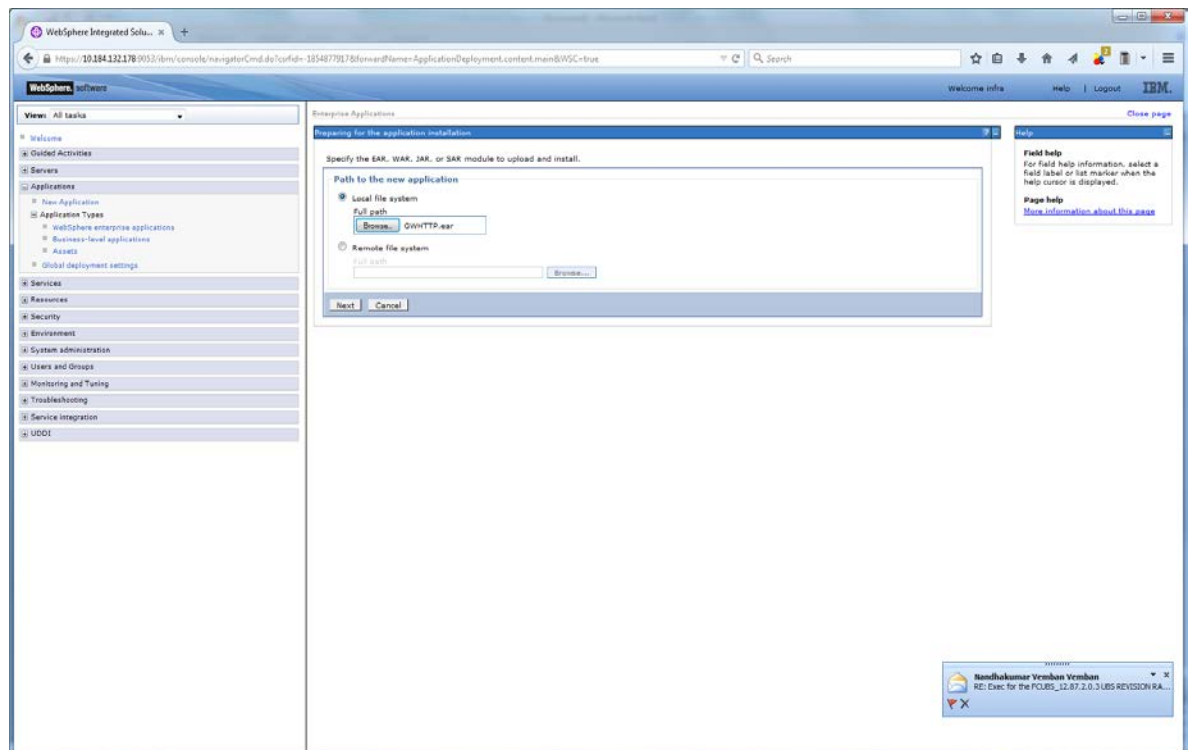 WebSphere Integrated Solu... × +
https://10.184.132.178:9053/ibm/console/navigatorCmd.do?cirfid=-1854877917&forwardName=ApplicationDeployment.content.main&WSC=true
Search
WebSphere. software
Welcome infra
Help | Logout
IBM.
View: All tasks
Welcome
Guided Activities
Servers
Applications
New Application
Application Types
WebSphere enterprise applications
Business-level applications
Assets
Global deployment settings
Services
Resources
Security
Environment
System administration
Users and Groups
Monitoring and Tuning
Troubleshooting
Service integration
UDDI
Enterprise Applications
Close page
Preparing for the application installation
? -
Specify the EAR, WAR, JAR, or SAR module to upload and install.
Path to the new application
Local file system
Full path
Browse... GWHTTP.ear
Remote file system
Full path
Browse...
Next Cancel
Help
Field help
For field help information, select a
field label or list marker when the
help cursor is displayed.
Page help
More information about this page
Nandhakumar Vemban Vemban
RE: Exec for the FCUBS_12.87.2.0.3 UBS REVISION RA...